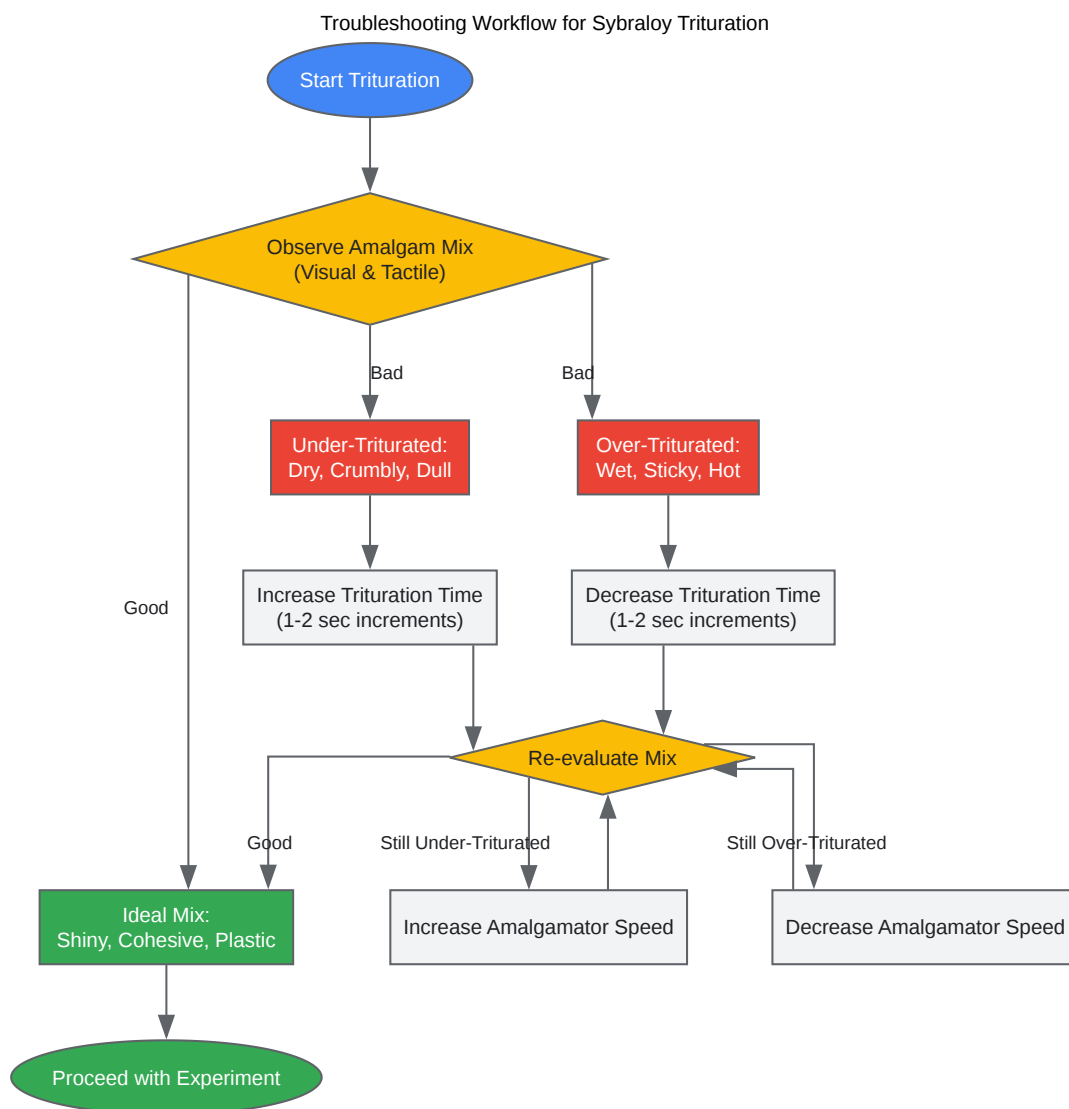 Troubleshooting Workflow for Sybraloy Trituration
Start Trituration
Observe Amalgam Mix
(Visual & Tactile)
Bad
Bad
Under-Triturated:
Dry, Crumbly, Dull
Over-Triturated:
Wet, Sticky, Hot
Good
Increase Trituration Time
(1-2 sec increments)
Decrease Trituration Time
(1-2 sec increments)
Re-evaluate Mix
Good
Still Under-Triturated
Still Over-Triturated
Ideal Mix:
Shiny, Cohesive, Plastic
Increase Amalgamator Speed
Decrease Amalgamator Speed
Proceed with Experiment